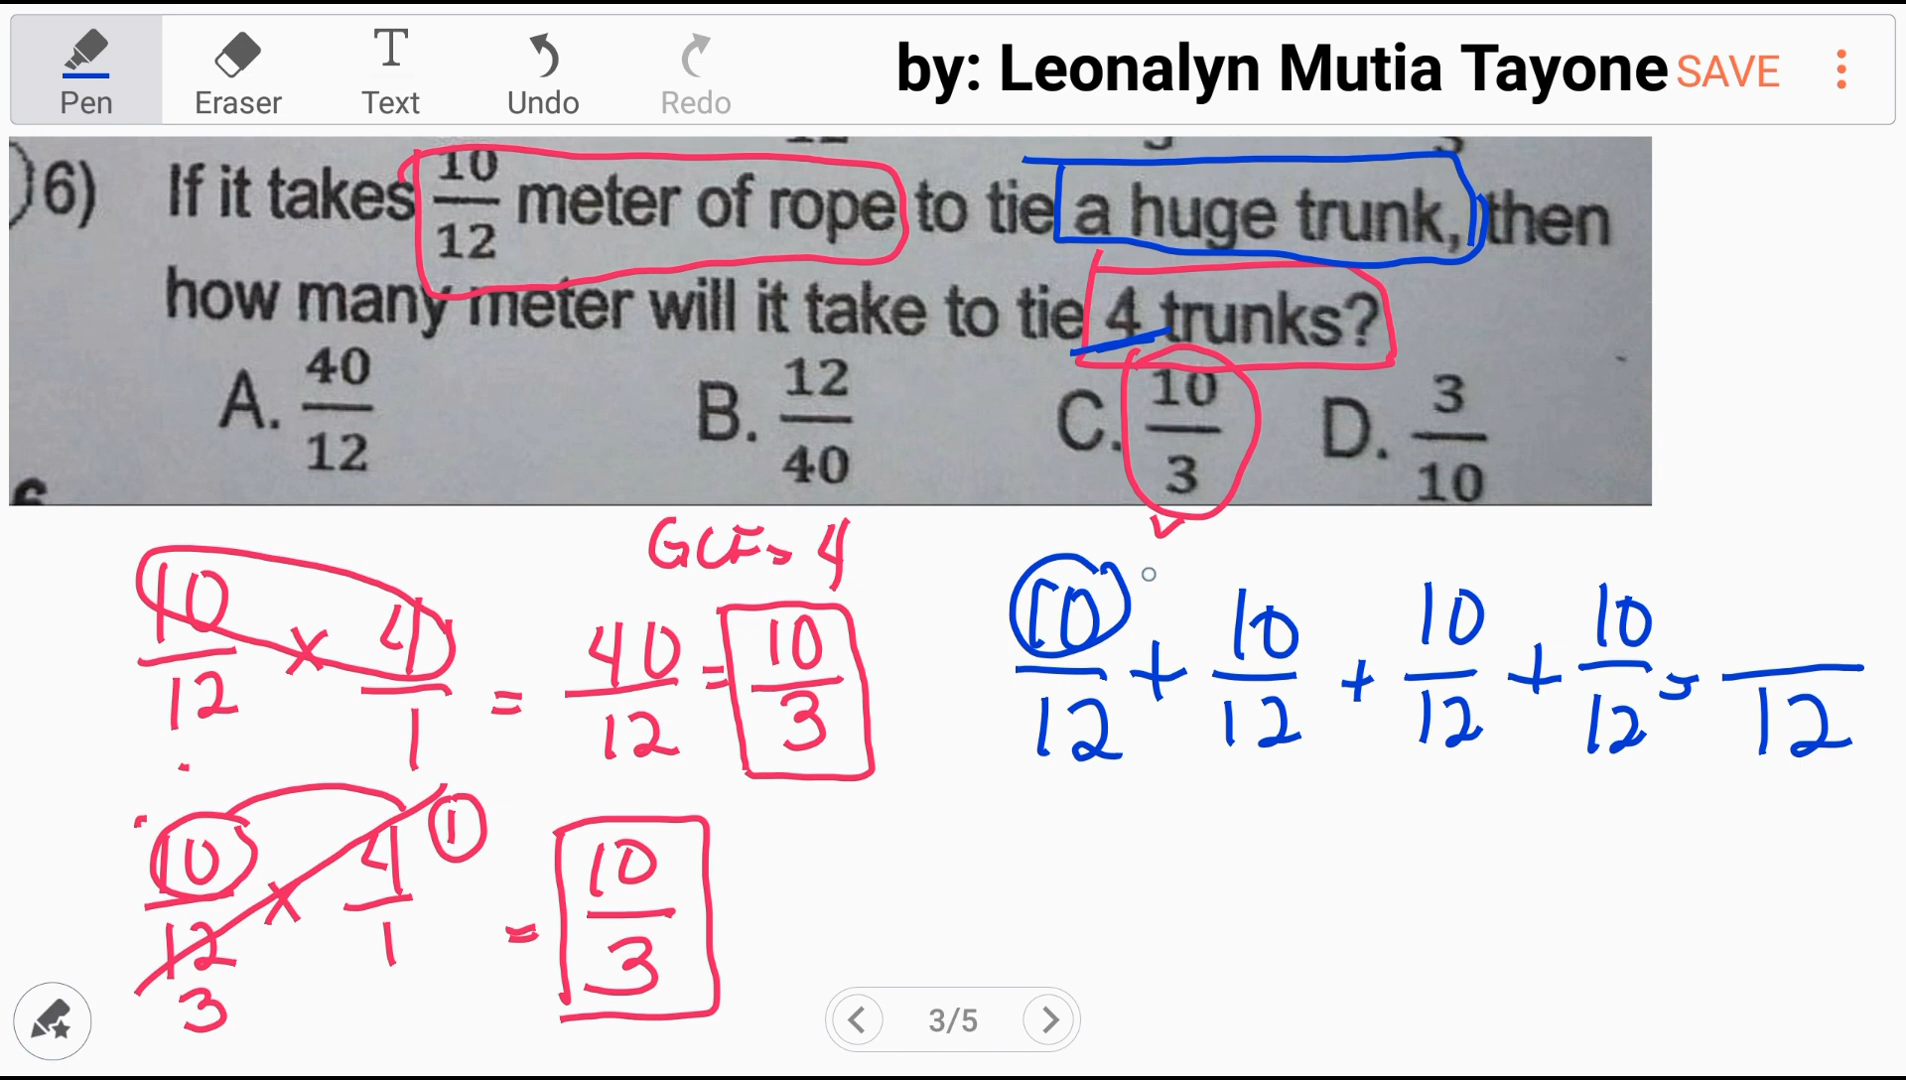 Pen Eraser Text Undo Redo by: Leonalyn Mutia Tayone SAVE
16) If it takes 10/12 meter of rope to tie a huge trunk, then
how many meter will it take to tie 4 trunks?
A. 40/12 B. 12/40 C. 10/3 D. 3/10
GCF = 4
10/12 × 4/1 = 40/12 = 10/3
10/12 + 10/12 + 10/12 + 10/12 = /12
10/12 × 4/1 = 10/3
1
3
3/5